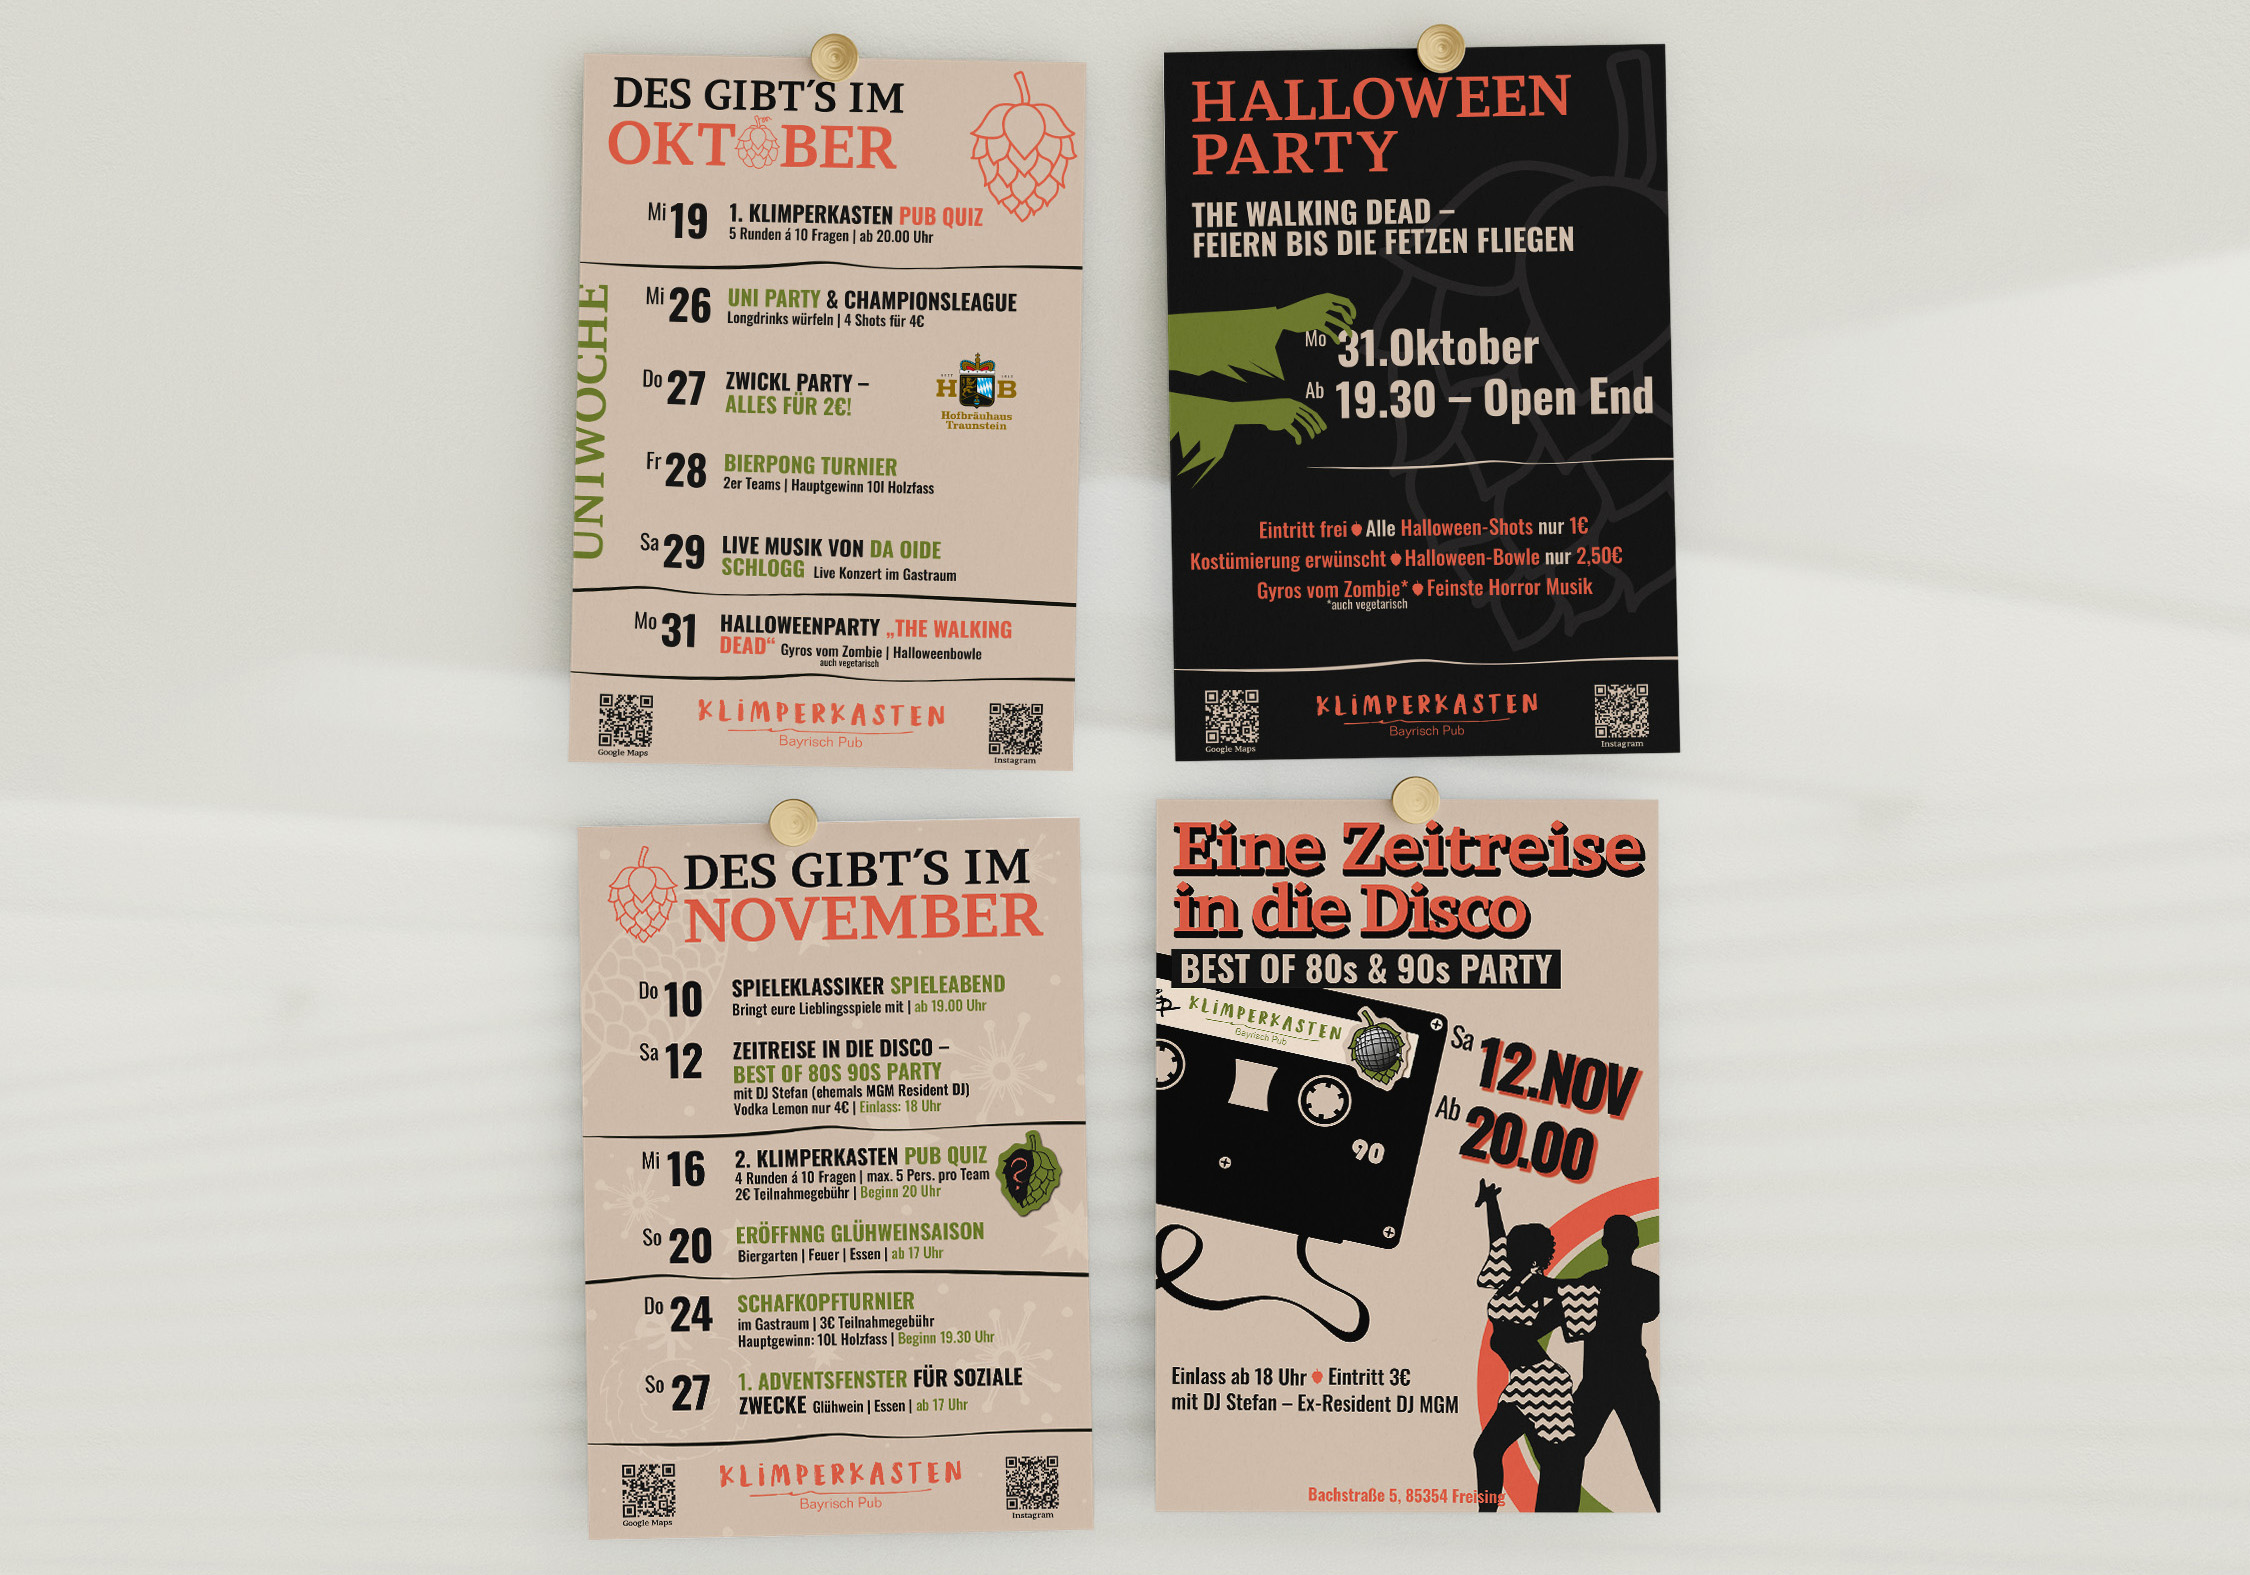 DES GIBT´S IM
OKTOBER
Mi 19 1. KLIMPERKASTEN PUB QUIZ
5 Runden á 10 Fragen | ab 20.00 Uhr
UNIWOCHE
Mi 26 UNI PARTY & CHAMPIONSLEAGUE
Longdrinks würfeln | 4 Shots für 4€
Do 27 ZWICKL PARTY –
ALLES FÜR 2€!
H B
Hofbräuhaus
Traunstein
Fr 28 BIERPONG TURNIER
2er Teams | Hauptgewinn 10l Holzfass
Sa 29 LIVE MUSIK VON DA OIDE
SCHLOGG Live Konzert im Gastraum
Mo 31 HALLOWEENPARTY „THE WALKING
DEAD“ Gyros vom Zombie | Halloweenbowle
auch vegetarisch
KLiMPERKASTEN
Bayrisch Pub
Google Maps
Instagram
HALLOWEEN
PARTY
THE WALKING DEAD –
FEIERN BIS DIE FETZEN FLIEGEN
Mo 31.Oktober
Ab 19.30 – Open End
Eintritt frei Alle Halloween-Shots nur 1€
Kostümierung erwünscht Halloween-Bowle nur 2,50€
Gyros vom Zombie* Feinste Horror Musik
*auch vegetarisch
KLiMPERKASTEN
Bayrisch Pub
Google Maps
Instagram
DES GIBT´S IM
NOVEMBER
Do 10 SPIELEKLASSIKER SPIELEABEND
Bringt eure Lieblingsspiele mit | ab 19.00 Uhr
Sa 12 ZEITREISE IN DIE DISCO –
BEST OF 80S 90S PARTY
mit DJ Stefan (ehemals MGM Resident DJ)
Vodka Lemon nur 4€ | Einlass: 18 Uhr
Mi 16 2. KLIMPERKASTEN PUB QUIZ
4 Runden á 10 Fragen | max. 5 Pers. pro Team
2€ Teilnahmegebühr | Beginn 20 Uhr
?
So 20 ERÖFFNNG GLÜHWEINSAISON
Biergarten | Feuer | Essen | ab 17 Uhr
Do 24 SCHAFKOPFTURNIER
im Gastraum | 3€ Teilnahmegebühr
Hauptgewinn: 10L Holzfass | Beginn 19.30 Uhr
So 27 1. ADVENTSFENSTER FÜR SOZIALE
ZWECKE Glühwein | Essen | ab 17 Uhr
KLiMPERKASTEN
Bayrisch Pub
Google Maps
Instagram
Eine Zeitreise
in die Disco
BEST OF 80s & 90s PARTY
KLiMPERKASTEN
Bayrisch Pub
90
Sa 12.NOV
Ab 20.00
Einlass ab 18 Uhr Eintritt 3€
mit DJ Stefan – Ex-Resident DJ MGM
Bachstraße 5, 85354 Freising